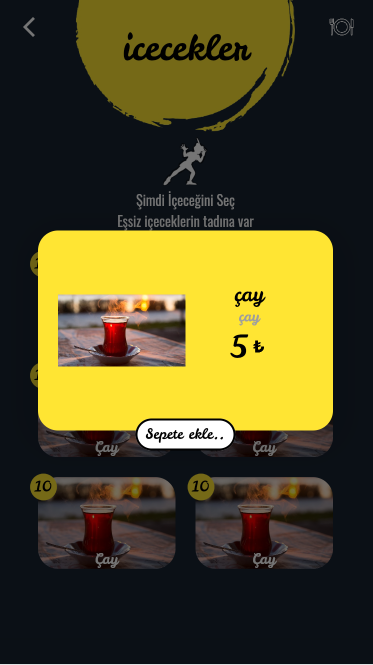 icecekler
Şimdi İçeceğini Seç
Eşsiz içeceklerin tadına var
çay
çay
5 ₺
Sepete ekle..
Çay
Çay
10
10
Çay
Çay